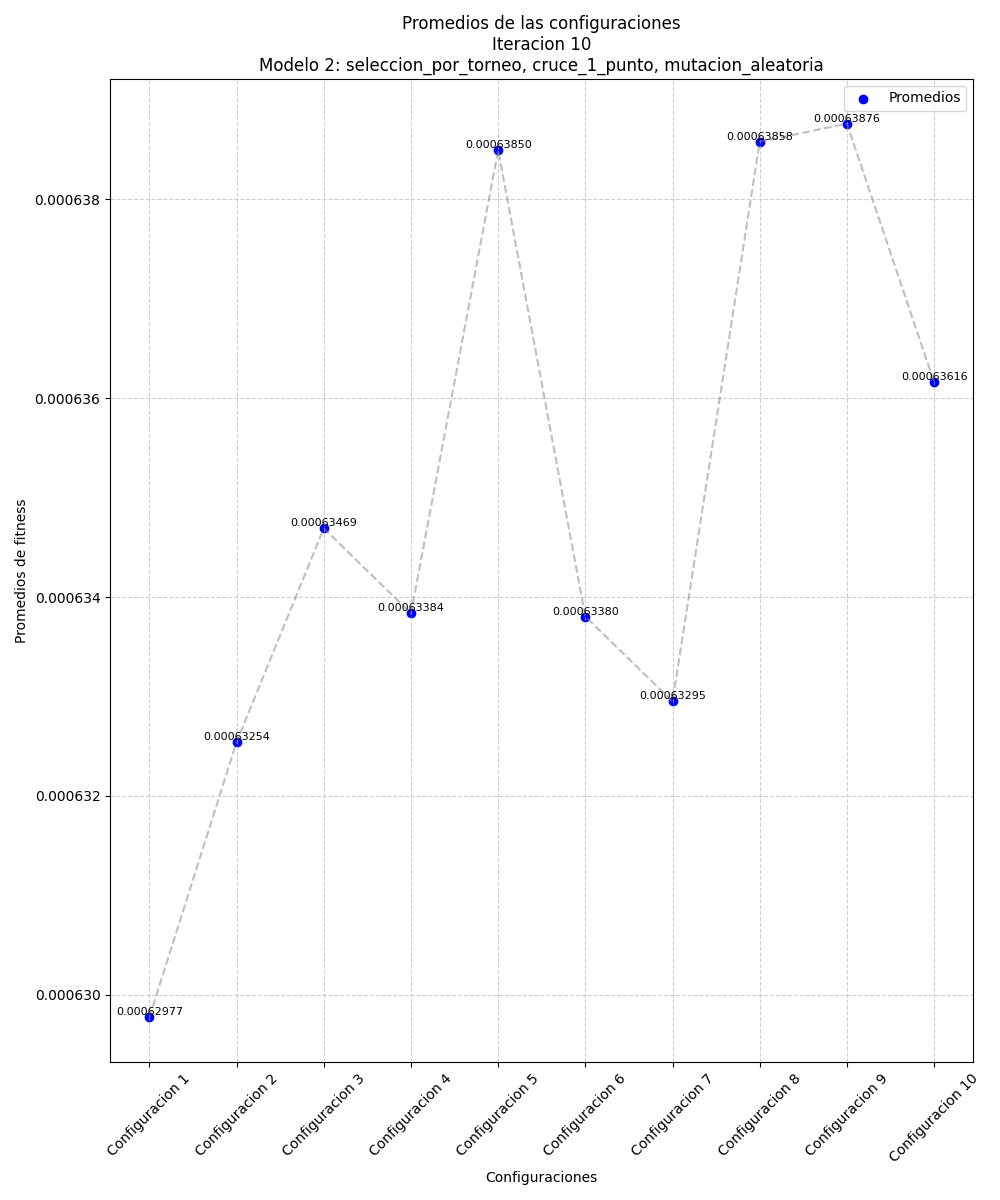 Promedios de las configuraciones
Iteracion 10
Modelo 2: seleccion_por_torneo, cruce_1_punto, mutacion_aleatoria
Promedios
0.00063876
0.00063858
0.00063850
0.000638
0.00063616
0.000636
0.00063469
0.000634
0.00063384
0.00063380
0.00063295
0.00063254
0.000632
0.000630
0.00062977
Promedios de fitness
Configuracion 1
Configuracion 2
Configuracion 3
Configuracion 4
Configuracion 5
Configuracion 6
Configuracion 7
Configuracion 8
Configuracion 9
Configuracion 10
Configuraciones